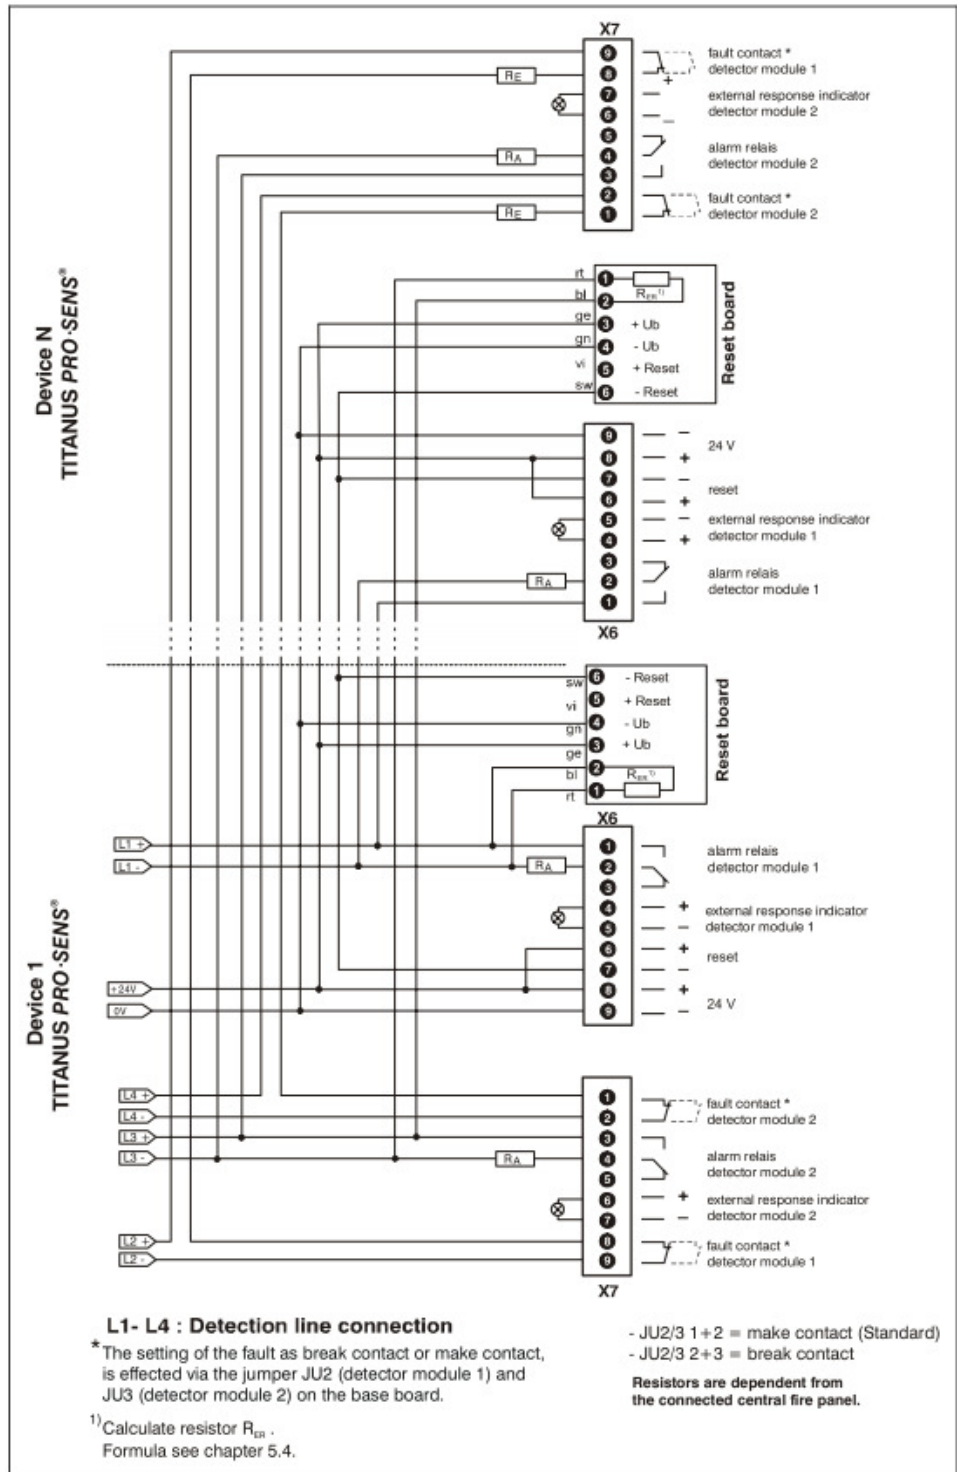 X7
9
fault contact *
8
detector module 1
RE
+
7
external response indicator
6
detector module 2
–
5
alarm relais
RA
4
detector module 2
3
2
fault contact *
RE
1
detector module 2
Device N
TITANUS PRO·SENS®
rt
1
RER 1)
bl
2
ge
3
+ Ub
gn
4
- Ub
vi
5
+ Reset
sw
6
- Reset
Reset board
9
–
24 V
8
+
7
–
reset
6
+
5
–
external response indicator
4
+
detector module 1
3
alarm relais
RA
2
detector module 1
1
X6
sw
6
- Reset
vi
5
+ Reset
gn
4
- Ub
ge
3
+ Ub
bl
2
RER 1)
rt
1
Reset board
X6
L1 +
1
alarm relais
L1 -
RA
2
detector module 1
3
4
+
external response indicator
5
–
detector module 1
6
+
reset
7
–
+24V
8
+
24 V
0V
9
–
Device 1
TITANUS PRO·SENS®
L4 +
1
fault contact *
L4 -
2
detector module 2
L3 +
3
L3 -
RA
4
alarm relais
5
detector module 2
6
+
external response indicator
7
–
detector module 2
L2 +
8
fault contact *
L2 -
9
detector module 1
X7
L1- L4 : Detection line connection
* The setting of the fault as break contact or make contact,
is effected via the jumper JU2 (detector module 1) and
JU3 (detector module 2) on the base board.
1) Calculate resistor RER .
Formula see chapter 5.4.
- JU2/3 1+2 = make contact (Standard)
- JU2/3 2+3 = break contact
Resistors are dependent from
the connected central fire panel.